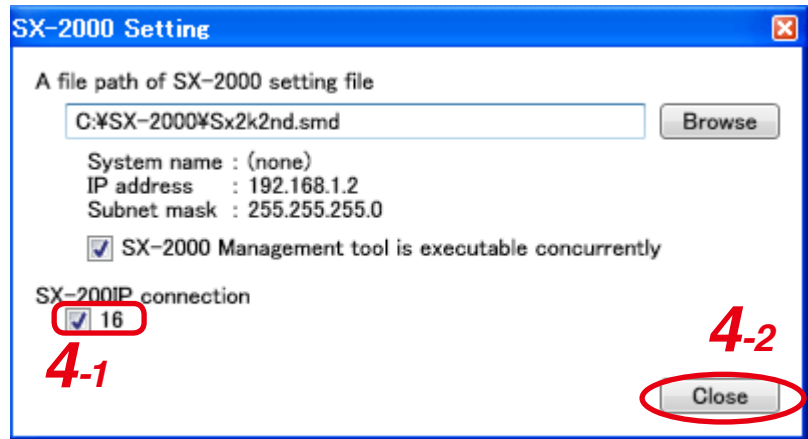 SX-2000 Setting
A file path of SX-2000 setting file
C:¥SX-2000¥Sx2k2nd.smd Browse
System name : (none)
IP address : 192.168.1.2
Subnet mask : 255.255.255.0
SX-2000 Management tool is executable concurrently
SX-200IP connection
16
4-1
4-2
Close